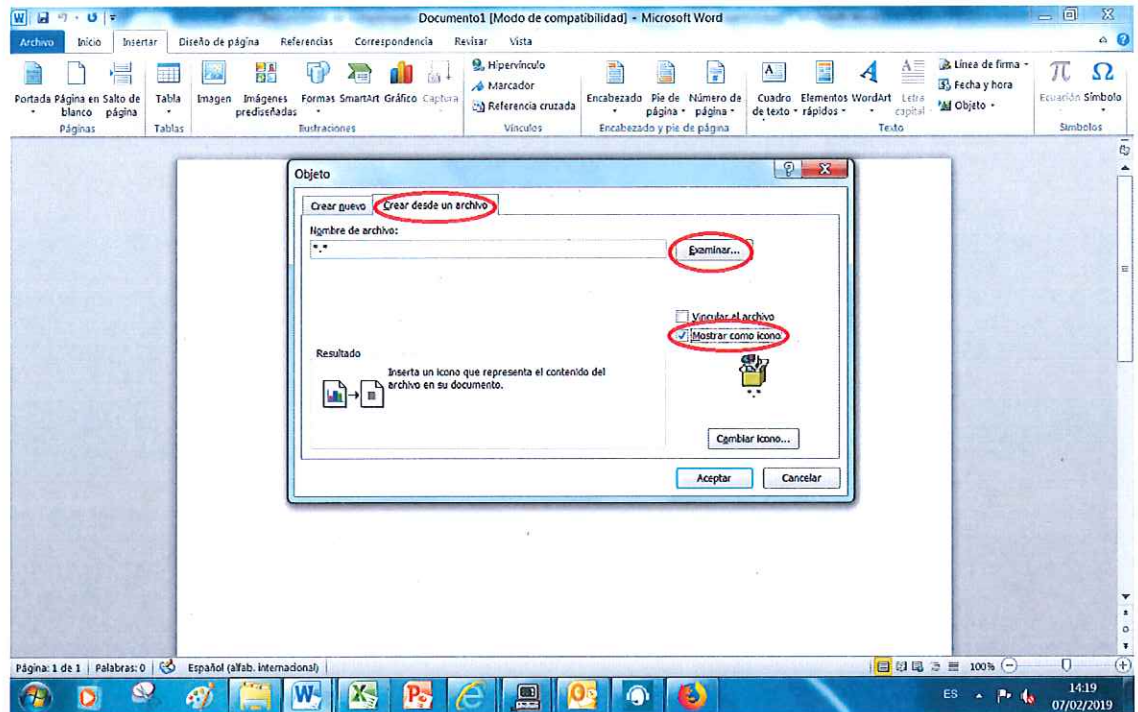 Documento1 [Modo de compatibilidad] - Microsoft Word
Archivo Inicio Insertar Diseño de página Referencias Correspondencia Revisar Vista
Portada Página en blanco Salto de página
Páginas
Tabla
Tablas
Imagen Imágenes prediseñadas Formas SmartArt Gráfico Captura
Ilustraciones
Hipervínculo
Marcador
Referencia cruzada
Vínculos
Encabezado Pie de página Número de página
Encabezado y pie de página
Cuadro de texto Elementos rápidos WordArt Letra capital
Línea de firma
Fecha y hora
Objeto
Texto
Ecuación Símbolo
Símbolos
Objeto
Crear nuevo Crear desde un archivo
Nombre de archivo:
*.*
Examinar...
Vincular al archivo
Mostrar como icono
Resultado
Inserta un icono que representa el contenido del
archivo en su documento.
*.*
Cambiar icono...
Aceptar Cancelar
Página: 1 de 1 Palabras: 0 Español (alfab. internacional) 100%
ES 14:19
07/02/2019